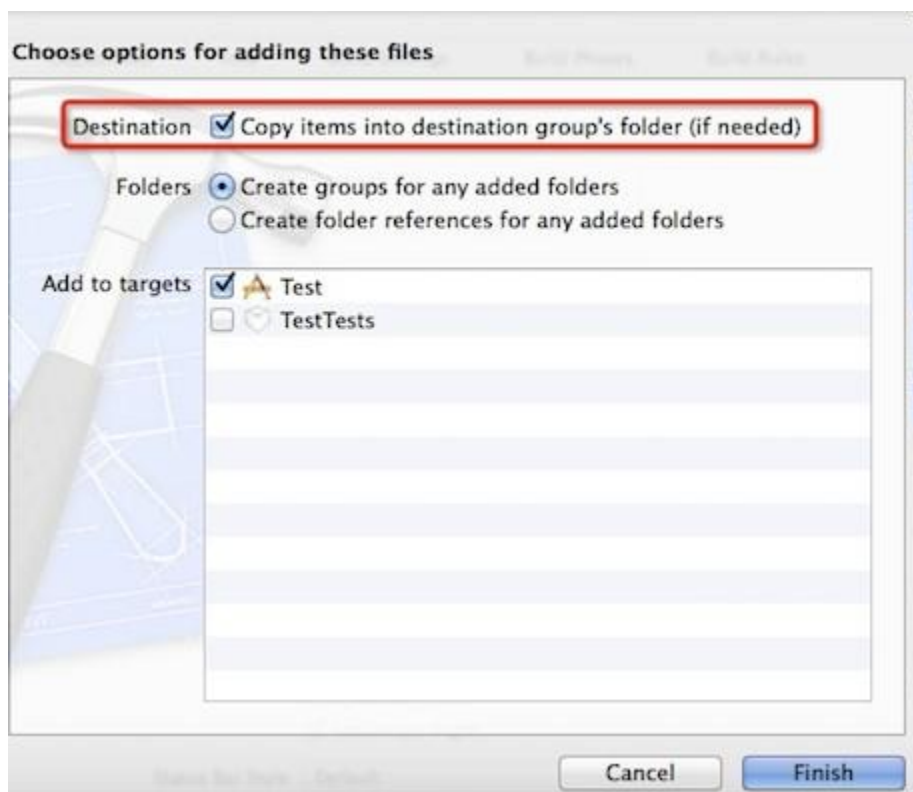 Choose options for adding these files
Destination Copy items into destination group's folder (if needed)
Folders Create groups for any added folders
Create folder references for any added folders
Add to targets Test
TestTests
Cancel Finish